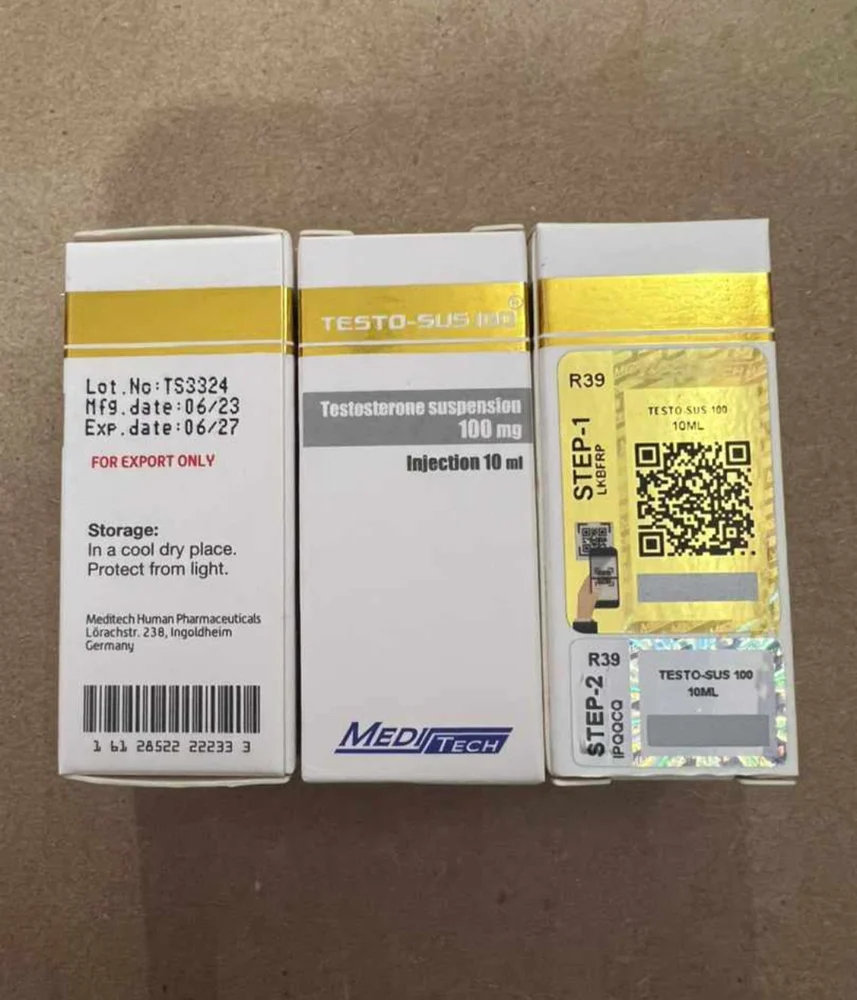 Lot.No:TS3324
Mfg.date:06/23
Exp.date:06/27
FOR EXPORT ONLY
Storage:
In a cool dry place.
Protect from light.
Meditech Human Pharmaceuticals
Lörachstr. 238, Ingoldheim
Germany
1 61 28522 22233 3
TESTO-SUS 100®
Testosterone suspension
100 mg
Injection 10 ml
MEDITECH
R39
STEP-1
LKBFRP
TESTO-SUS 100
10ML
R39
STEP-2
IPQQCQ
TESTO-SUS 100
10ML